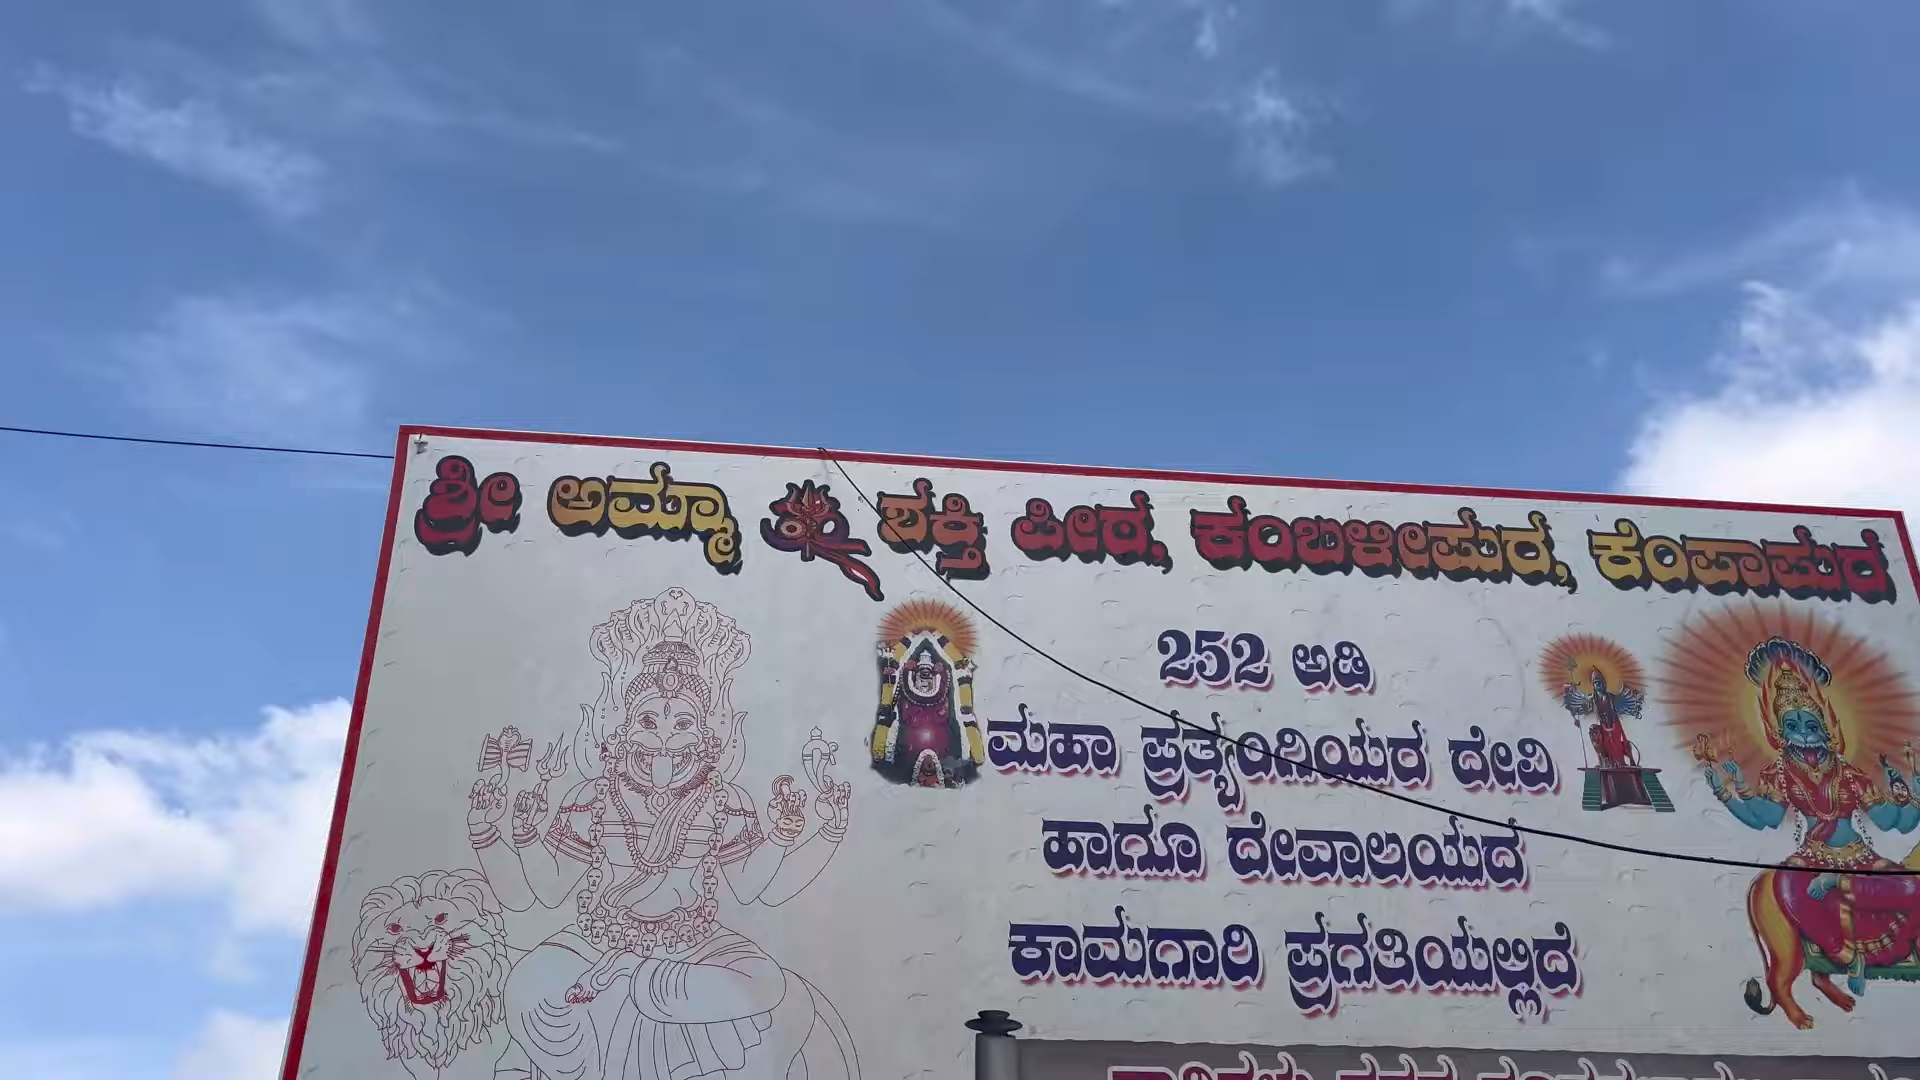 ಶ್ರೀ ಅಮ್ಮಾ ಶಕ್ತಿ ಪೀಠ, ಕಂಬಳೀಪುರ, ಕೆಂಪಾಪುರ
252 ಅಡಿ
ಮಹಾ ಪ್ರತ್ಯಂಗಿಯರ ದೇವಿ
ಹಾಗೂ ದೇವಾಲಯದ
ಕಾಮಗಾರಿ ಪ್ರಗತಿಯಲ್ಲಿದೆ